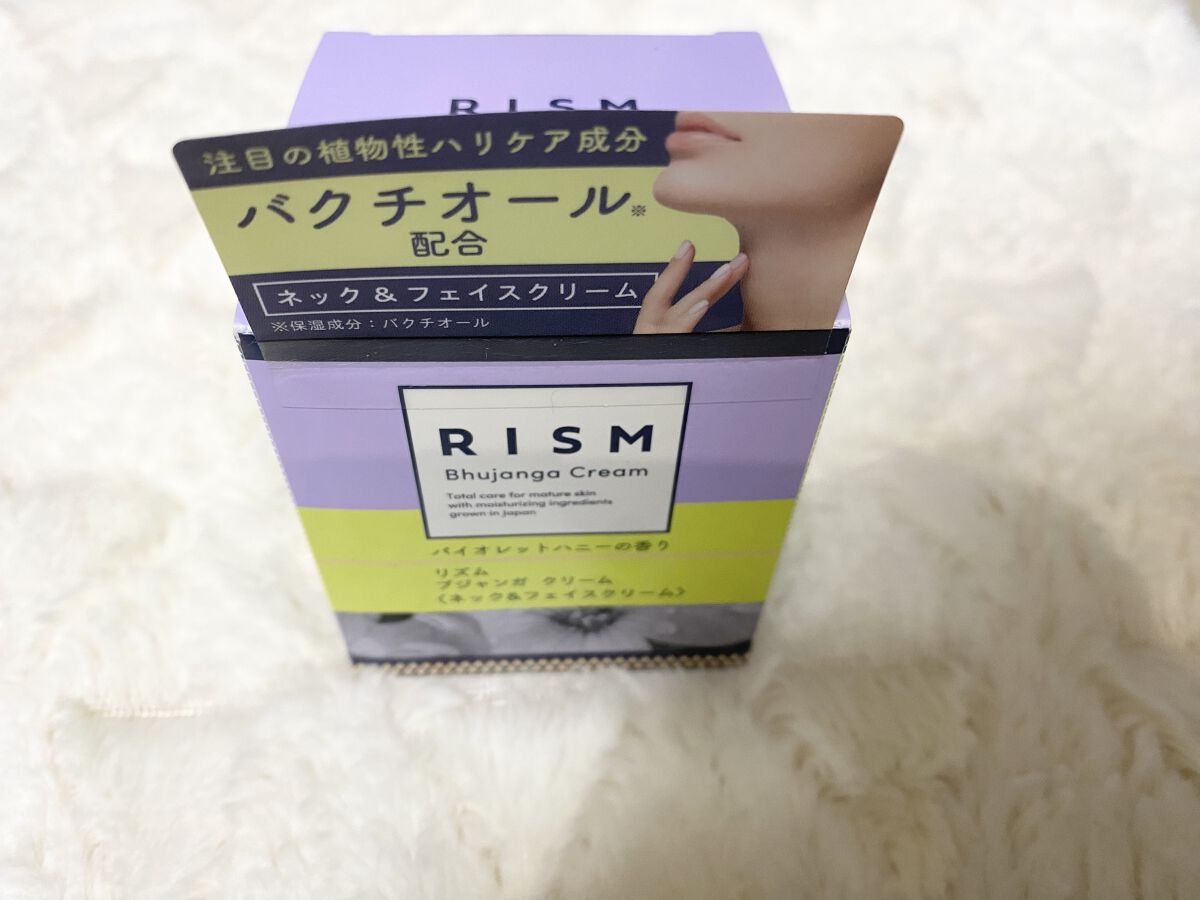 RISM
注目の植物性ハリケア成分
バクチオール※
配合
ネック&フェイスクリーム
※保湿成分：バクチオール
RISM
Bhujanga Cream
Total care for mature skin
with moisturizing ingredients
grown in Japan
バイオレットハニーの香り
リズム
ブジャンガ クリーム
〈ネック&フェイスクリーム〉